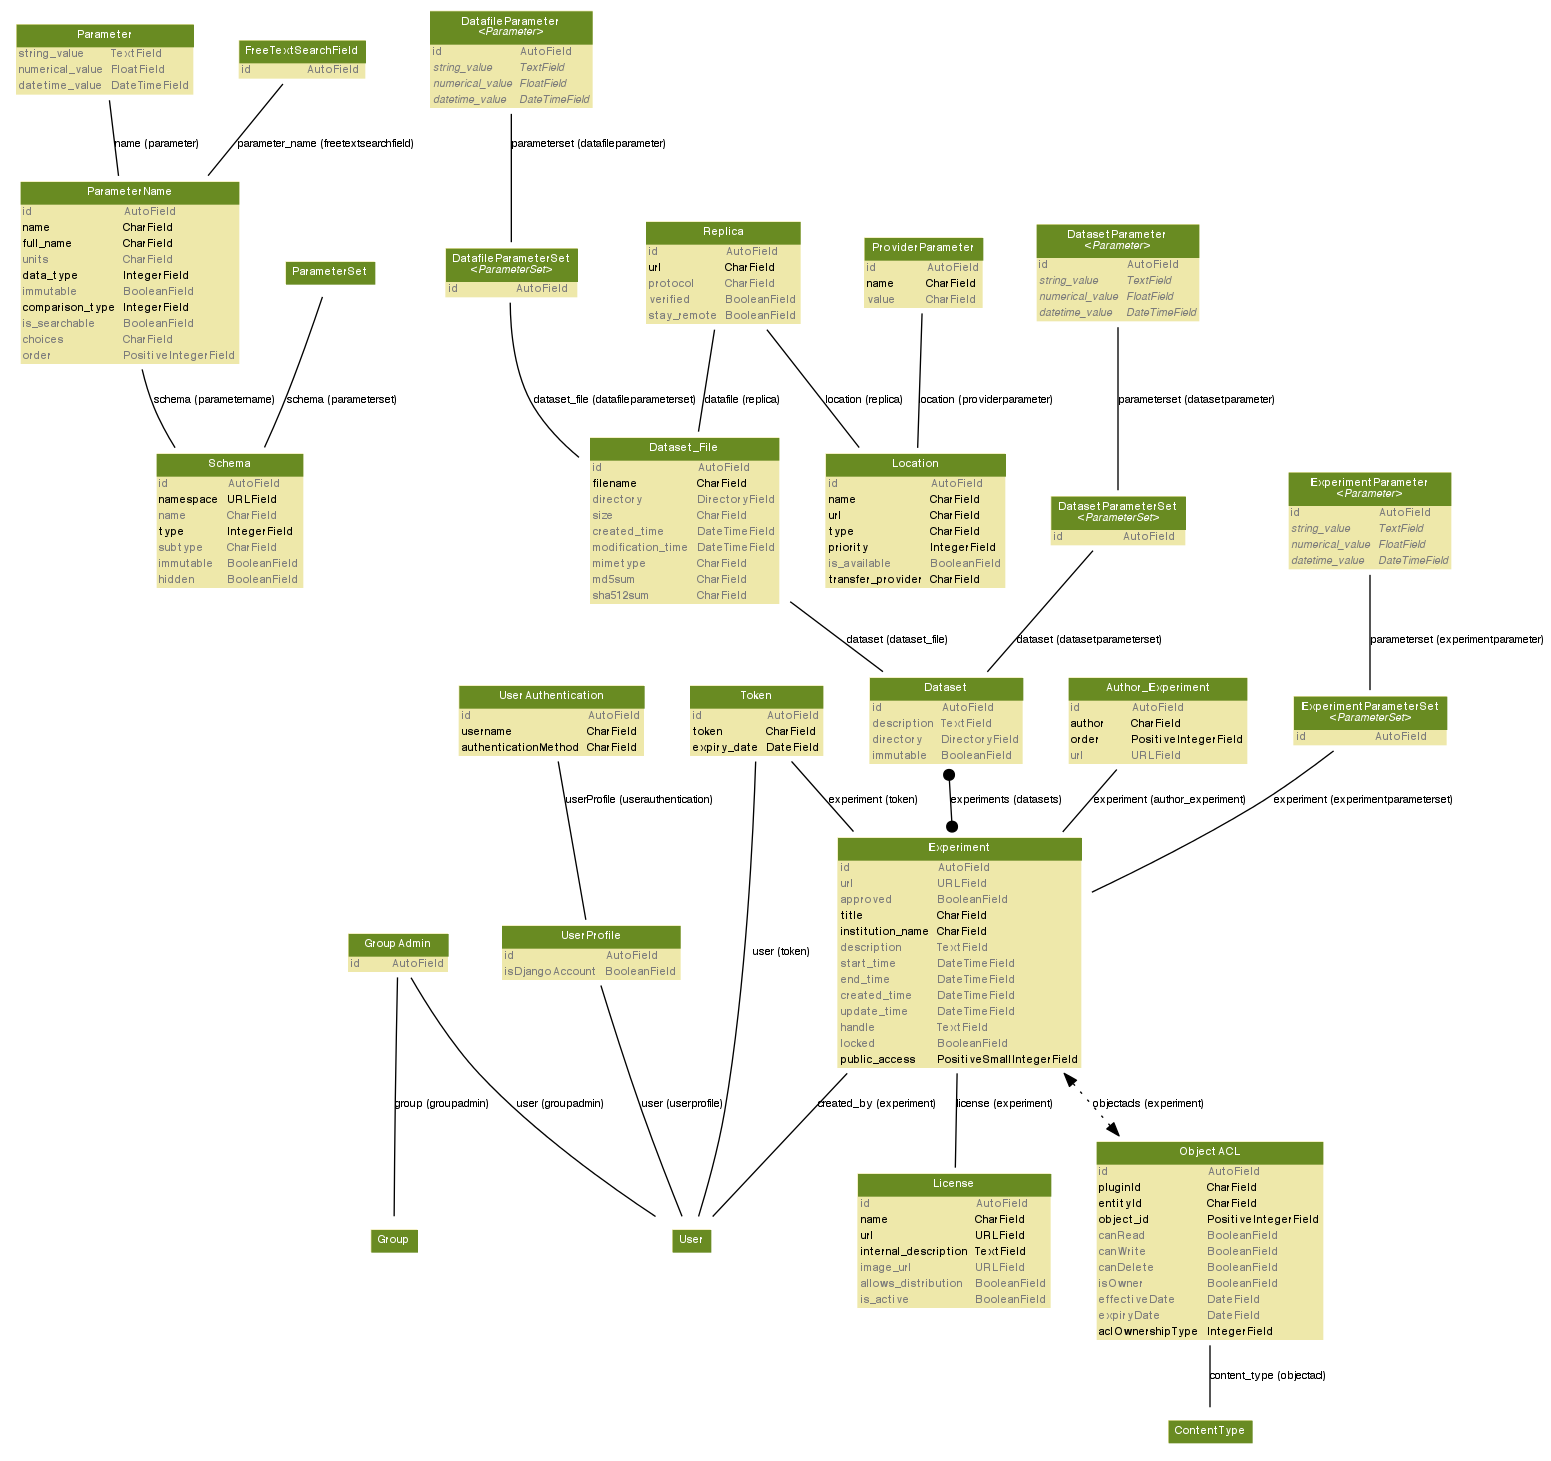 Parameter
string_value TextField
numerical_value FloatField
datetime_value DateTimeField
FreeTextSearchField
id AutoField
DatafileParameter
<Parameter>
id AutoField
string_value TextField
numerical_value FloatField
datetime_value DateTimeField
name (parameter)
parameter_name (freetextsearchfield)
parameterset (datafileparameter)
ParameterName
id AutoField
name CharField
full_name CharField
units CharField
data_type IntegerField
immutable BooleanField
comparison_type IntegerField
is_searchable BooleanField
choices CharField
order PositiveIntegerField
ParameterSet
DatafileParameterSet
<ParameterSet>
id AutoField
Replica
id AutoField
url CharField
protocol CharField
verified BooleanField
stay_remote BooleanField
ProviderParameter
id AutoField
name CharField
value CharField
DatasetParameter
<Parameter>
id AutoField
string_value TextField
numerical_value FloatField
datetime_value DateTimeField
schema (parametername)
schema (parameterset)
dataset_file (datafileparameterset)
datafile (replica)
location (replica)
location (providerparameter)
parameterset (datasetparameter)
Schema
id AutoField
namespace URLField
name CharField
type IntegerField
subtype CharField
immutable BooleanField
hidden BooleanField
Dataset_File
id AutoField
filename CharField
directory DirectoryField
size CharField
created_time DateTimeField
modification_time DateTimeField
mimetype CharField
md5sum CharField
sha512sum CharField
Location
id AutoField
name CharField
url CharField
type CharField
priority IntegerField
is_available BooleanField
transfer_provider CharField
DatasetParameterSet
<ParameterSet>
id AutoField
ExperimentParameter
<Parameter>
id AutoField
string_value TextField
numerical_value FloatField
datetime_value DateTimeField
dataset (dataset_file)
dataset (datasetparameterset)
parameterset (experimentparameter)
UserAuthentication
id AutoField
username CharField
authenticationMethod CharField
Token
id AutoField
token CharField
expiry_date DateField
Dataset
id AutoField
description TextField
directory DirectoryField
immutable BooleanField
Author_Experiment
id AutoField
author CharField
order PositiveIntegerField
url URLField
ExperimentParameterSet
<ParameterSet>
id AutoField
userProfile (userauthentication)
experiment (token)
experiments (datasets)
experiment (author_experiment)
experiment (experimentparameterset)
Experiment
id AutoField
url URLField
approved BooleanField
title CharField
institution_name CharField
description TextField
start_time DateTimeField
end_time DateTimeField
created_time DateTimeField
update_time DateTimeField
handle TextField
locked BooleanField
public_access PositiveSmallIntegerField
GroupAdmin
id AutoField
UserProfile
id AutoField
isDjangoAccount BooleanField
user (token)
group (groupadmin)
user (groupadmin)
user (userprofile)
created_by (experiment)
license (experiment)
objectacls (experiment)
Group
User
License
id AutoField
name CharField
url URLField
internal_description TextField
image_url URLField
allows_distribution BooleanField
is_active BooleanField
ObjectACL
id AutoField
pluginId CharField
entityId CharField
object_id PositiveIntegerField
canRead BooleanField
canWrite BooleanField
canDelete BooleanField
isOwner BooleanField
effectiveDate DateField
expiryDate DateField
aclOwnershipType IntegerField
content_type (objectacl)
ContentType